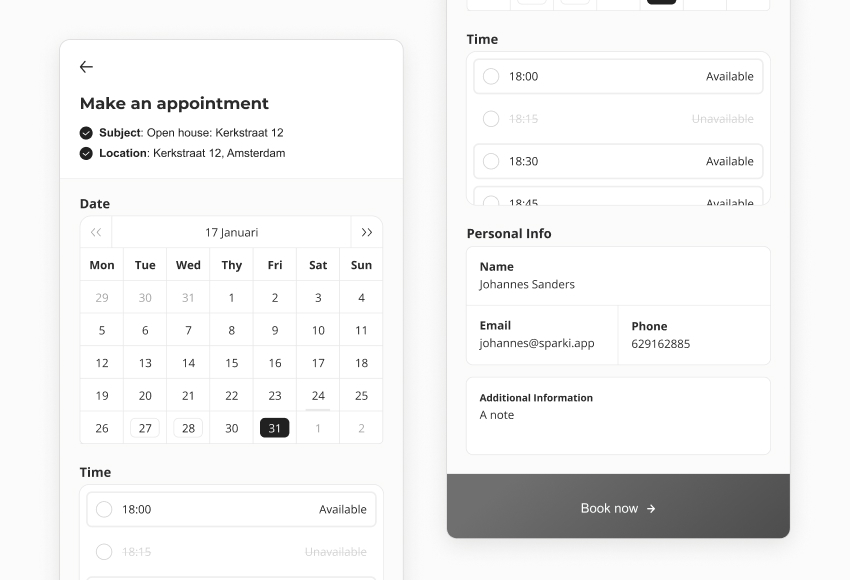 Make an appointment
Subject: Open house: Kerkstraat 12
Location: Kerkstraat 12, Amsterdam
Date
17 Januari
Mon Tue Wed Thy Fri Sat Sun
29 30 31 1 2 3 4
5 6 7 8 9 10 11
12 13 14 15 16 17 18
19 20 21 22 23 24 25
26 27 28 30 31 1 2
Time
18:00 Available
18:15 Unavailable
Time
18:00 Available
18:15 Unavailable
18:30 Available
18:45 Available
Personal Info
Name
Johannes Sanders
Email
johannes@sparki.app
Phone
629162885
Additional Information
A note
Book now →